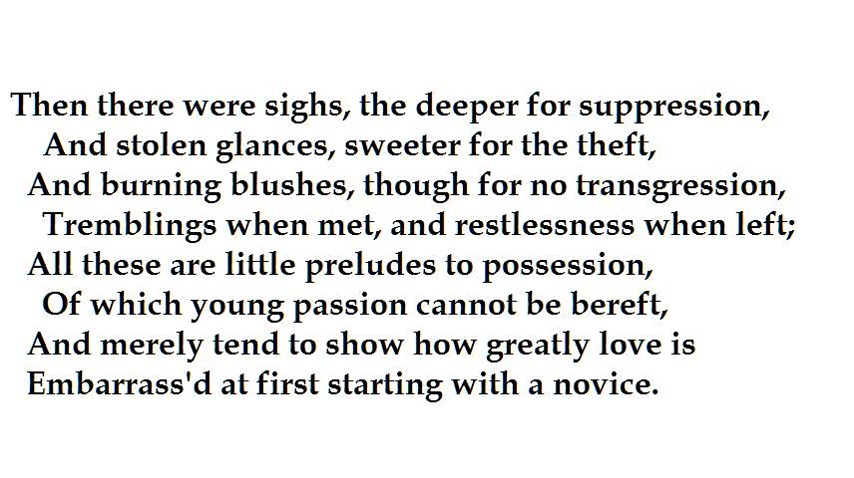 Then there were sighs, the deeper for suppression,
And stolen glances, sweeter for the theft,
And burning blushes, though for no transgression,
Tremblings when met, and restlessness when left;
All these are little preludes to possession,
Of which young passion cannot be bereft,
And merely tend to show how greatly love is
Embarrass'd at first starting with a novice.